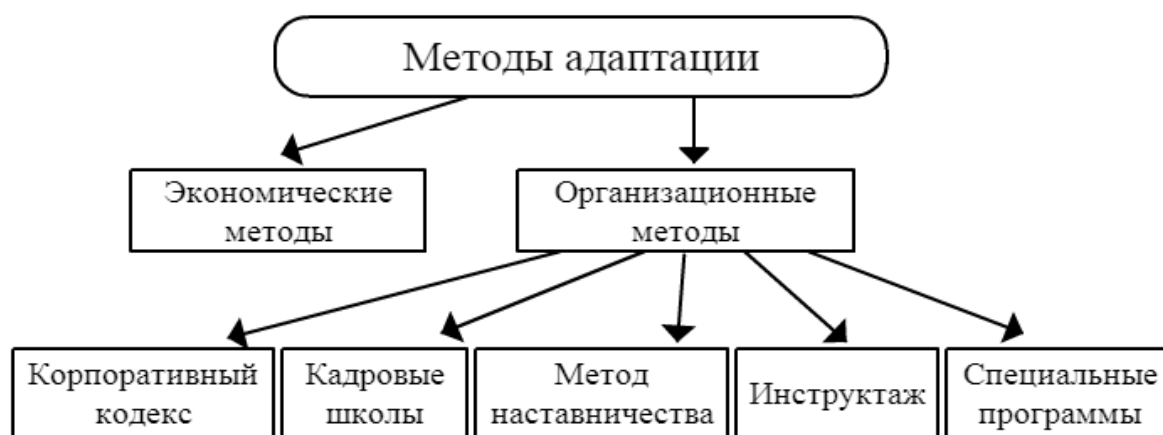 Методы адаптации
Экономические
методы
Организационные
методы
Корпоративный
кодекс
Кадровые
школы
Метод
наставничества
Инструктаж
Специальные
программы